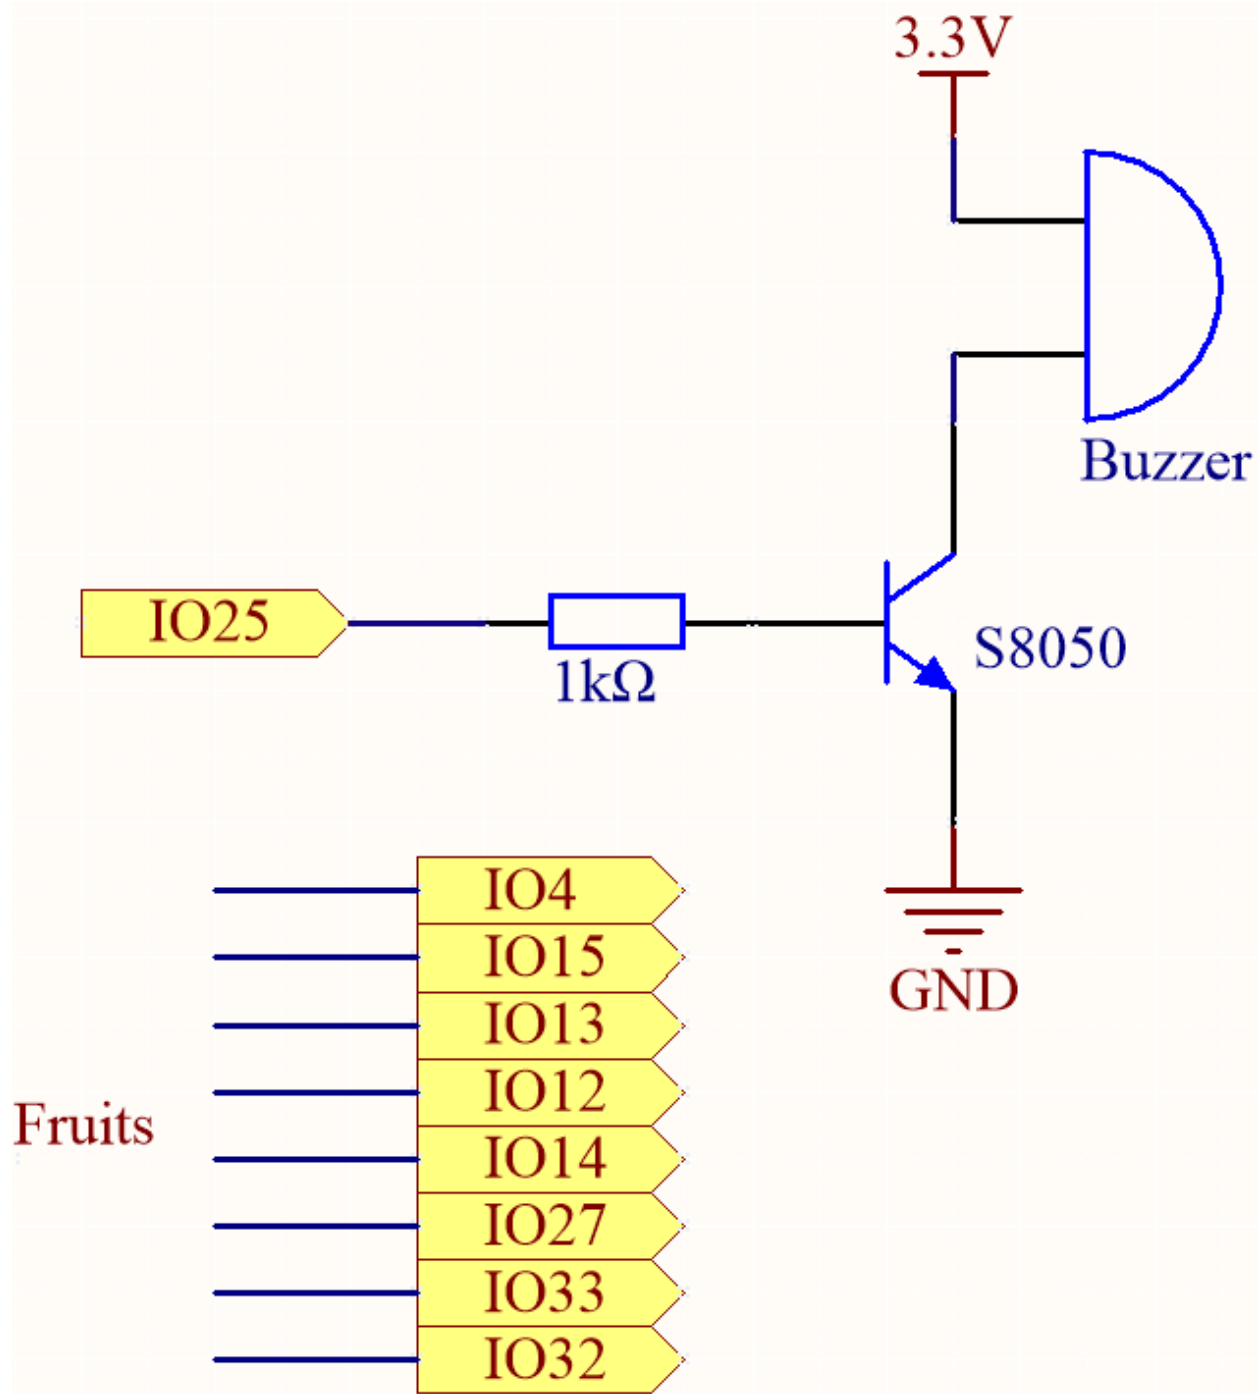 3.3V
Buzzer
IO25
1kΩ
S8050
GND
Fruits
IO4
IO15
IO13
IO12
IO14
IO27
IO33
IO32